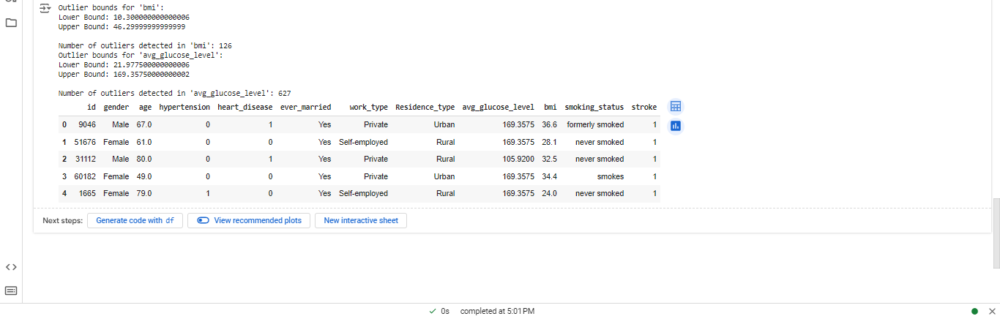 Outlier bounds for 'bmi':
Lower Bound: 10.300000000000006
Upper Bound: 46.29999999999999
Number of outliers detected in 'bmi': 126
Outlier bounds for 'avg_glucose_level':
Lower Bound: 21.977500000000006
Upper Bound: 169.35750000000002
Number of outliers detected in 'avg_glucose_level': 627
id gender age hypertension heart_disease ever_married work_type Residence_type avg_glucose_level bmi smoking_status stroke
0 9046 Male 67.0 0 1 Yes Private Urban 169.3575 36.6 formerly smoked 1
1 51676 Female 61.0 0 0 Yes Self-employed Rural 169.3575 28.1 never smoked 1
2 31112 Male 80.0 0 1 Yes Private Rural 105.9200 32.5 never smoked 1
3 60182 Female 49.0 0 0 Yes Private Urban 169.3575 34.4 smokes 1
4 1665 Female 79.0 1 0 Yes Self-employed Rural 169.3575 24.0 never smoked 1
Next steps: Generate code with df View recommended plots New interactive sheet
0s completed at 5:01 PM